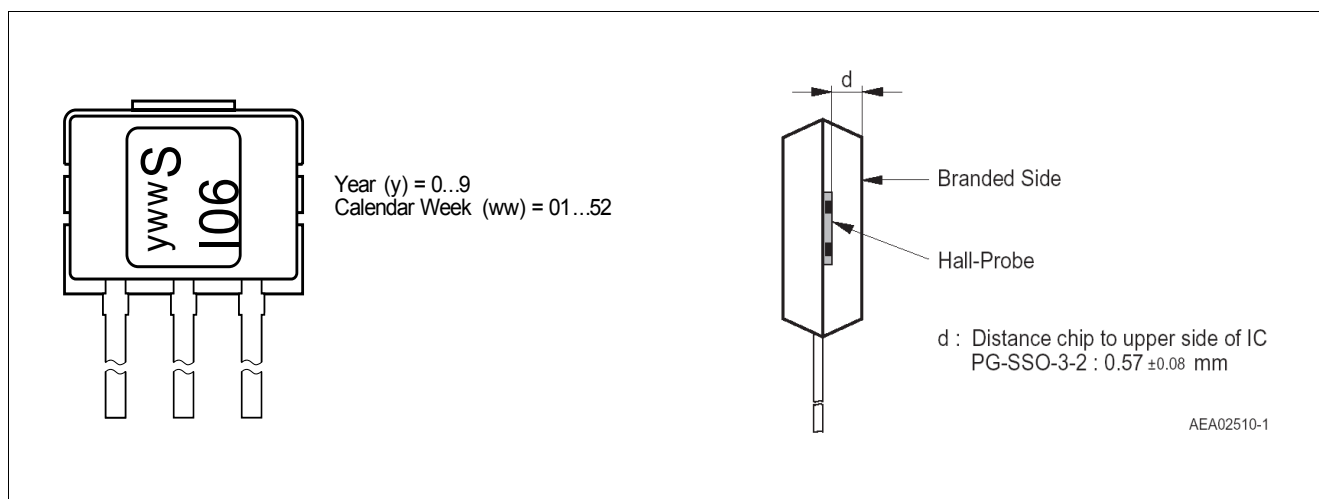 ywwS
I06
Year (y) = 0...9
Calendar Week (ww) = 01...52
d
Branded Side
Hall-Probe
d : Distance chip to upper side of IC
PG-SSO-3-2 : 0.57 ±0.08 mm
AEA02510-1